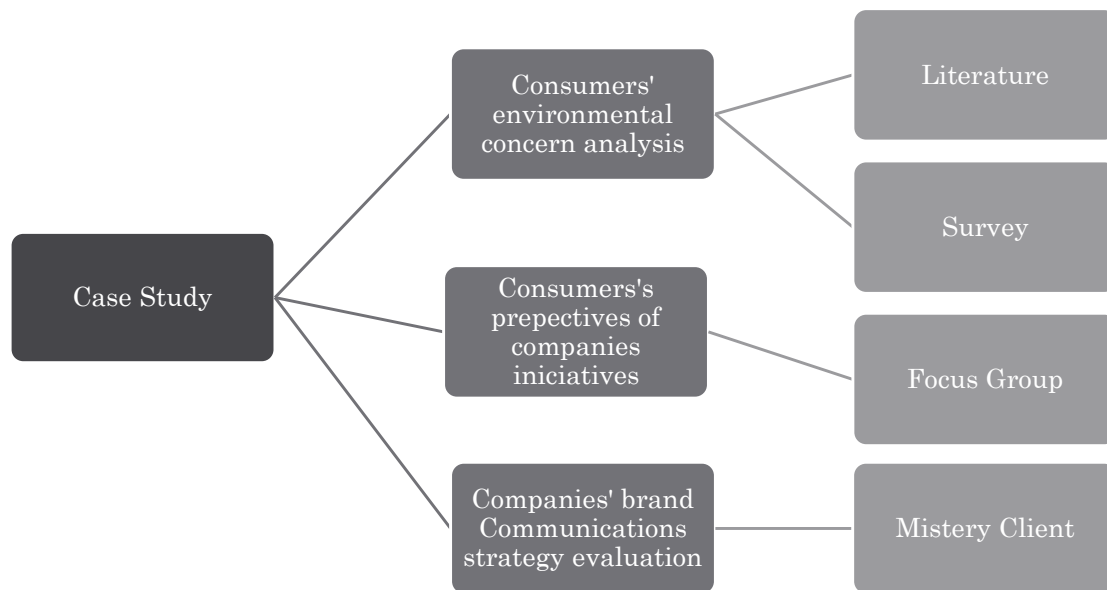 Case Study
Consumers'
environmental
concern analysis
Consumers's
prepectives of
companies
iniciatives
Companies' brand
Communications
strategy evaluation
Literature
Survey
Focus Group
Mistery Client